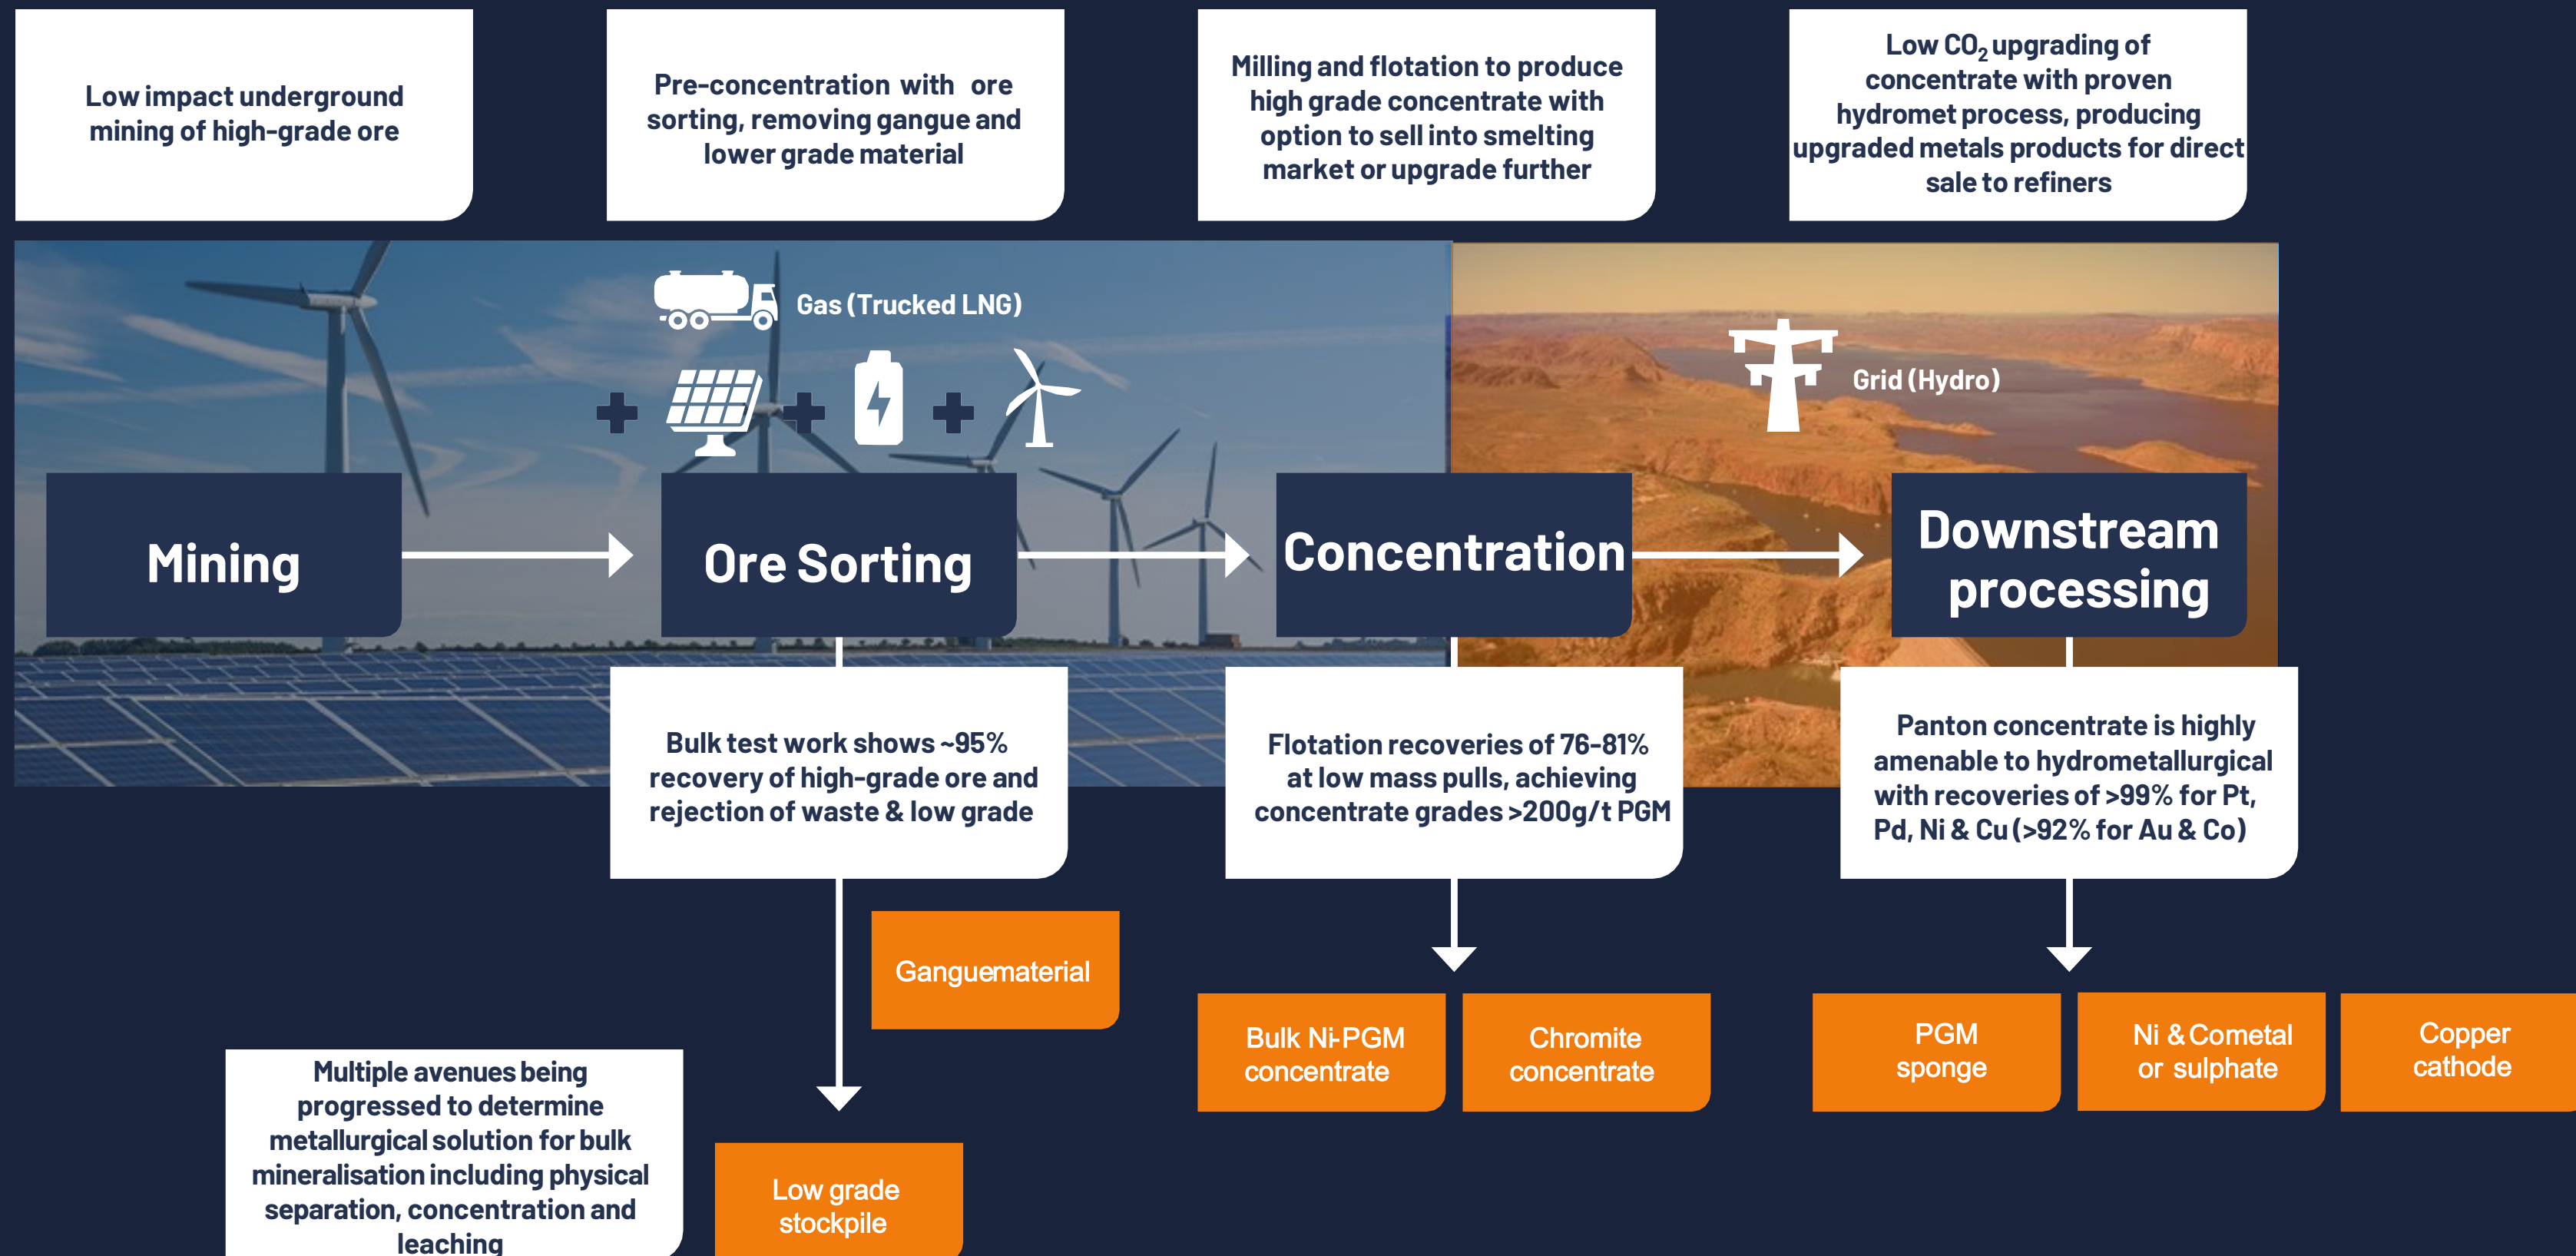 Low impact underground
mining of high-grade ore
Pre-concentration with ore
sorting, removing gangue and
lower grade material
Milling and flotation to produce
high grade concentrate with
option to sell into smelting
market or upgrade further
Low CO₂ upgrading of
concentrate with proven
hydromet process, producing
upgraded metals products for direct
sale to refiners
Gas (Trucked LNG)
Grid (Hydro)
Mining
Ore Sorting
Concentration
Downstream
processing
Bulk test work shows ~95%
recovery of high-grade ore and
rejection of waste & low grade
Flotation recoveries of 76-81%
at low mass pulls, achieving
concentrate grades >200g/t PGM
Panton concentrate is highly
amenable to hydrometallurgical
with recoveries of >99% for Pt,
Pd, Ni & Cu (>92% for Au & Co)
Ganguematerial
Bulk Ni-PGM
concentrate
Chromite
concentrate
PGM
sponge
Ni & Cometal
or sulphate
Copper
cathode
Multiple avenues being
progressed to determine
metallurgical solution for bulk
mineralisation including physical
separation, concentration and
leaching
Low grade
stockpile